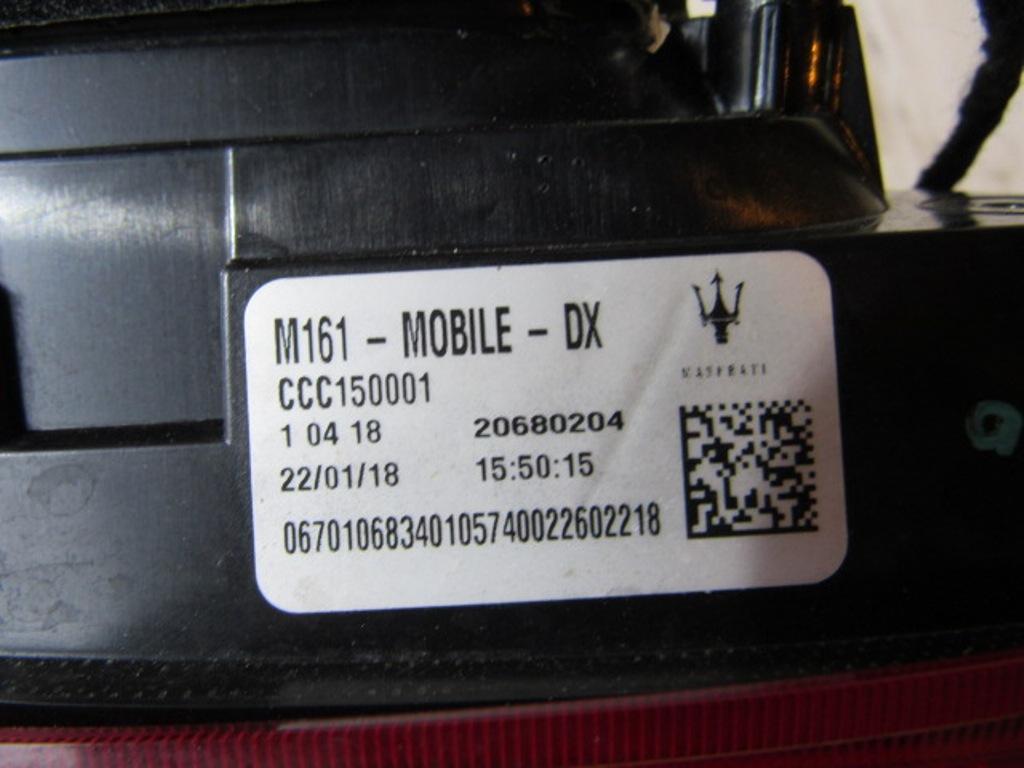 M161 - MOBILE - DX
MASERATI
CCC150001
1 04 18 20680204
22/01/18 15:50:15
06701068340105740022602218
a